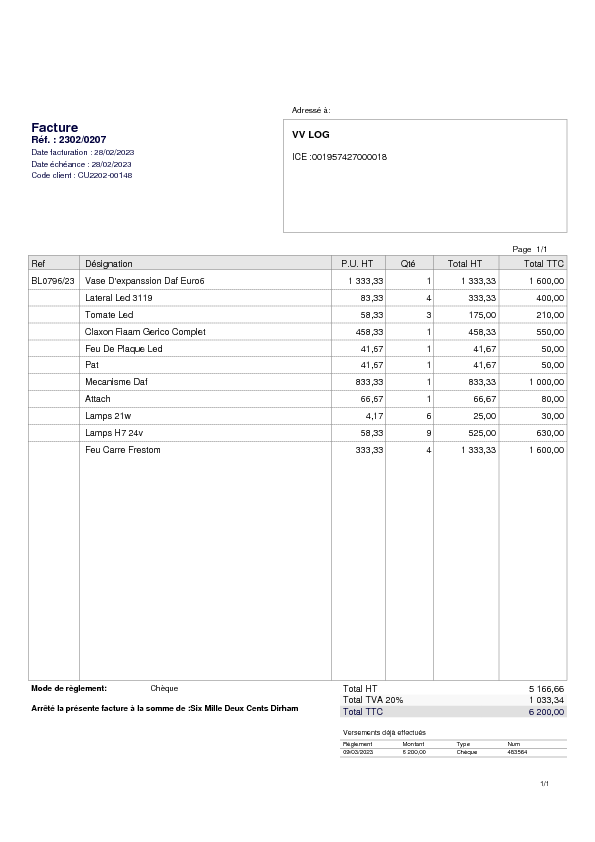 Adressé à:
Facture
Réf. : 2302/0207
Date facturation : 28/02/2023
Date échéance : 28/02/2023
Code client : CU2202-00148
VV LOG
ICE :001957427000018
Page 1/1
Ref Désignation P.U. HT Qté Total HT Total TTC
BL0796/23 Vase D'expanssion Daf Euro6 1 333,33 1 1 333,33 1 600,00
Lateral Led 3119 83,33 4 333,33 400,00
Tomate Led 58,33 3 175,00 210,00
Claxon Fiaam Gerico Complet 458,33 1 458,33 550,00
Feu De Plaque Led 41,67 1 41,67 50,00
Pat 41,67 1 41,67 50,00
Mecanisme Daf 833,33 1 833,33 1 000,00
Attach 66,67 1 66,67 80,00
Lamps 21w 4,17 6 25,00 30,00
Lamps H7 24v 58,33 9 525,00 630,00
Feu Carre Frestom 333,33 4 1 333,33 1 600,00
Mode de règlement: Chèque
Arrêté la présente facture à la somme de :Six Mille Deux Cents Dirham
Total HT 5 166,66
Total TVA 20% 1 033,34
Total TTC 6 200,00
Versements déjà effectués
Règlement Montant Type Num
09/03/2023 6 200,00 Chèque 483564
1/1